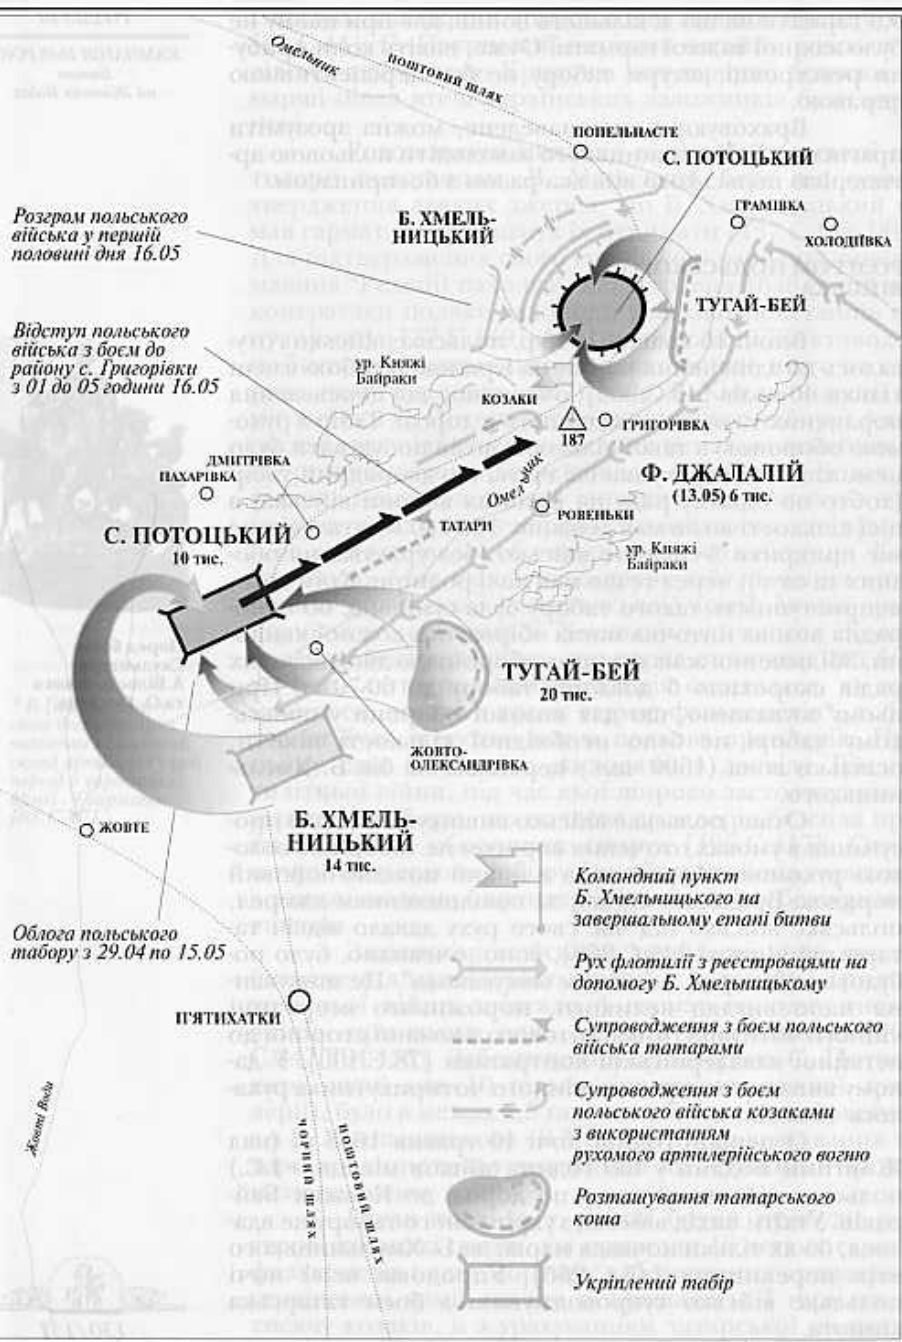 Омельник
поштовий шлях
ПОПЕЛЬНАСТЕ
С. ПОТОЦЬКИЙ
ГРАМІВКА
ХОЛОДІЇВКА
Б. ХМЕЛЬ-
НИЦЬКИЙ
Розгром польського
війська у першій
половині дня 16.05
ТУГАЙ-БЕЙ
Відступ польського
війська з боєм до
району с. Григорівки
з 01 до 05 години 16.05
ур. Княжі
Байраки
КОЗАКИ
187
ГРИГОРІВКА
ДМИТРІВКА
ПАХАРІВКА
Ф. ДЖАЛАЛІЙ
(13.05) 6 тис.
Омельник
РОВЕНЬКИ
ТАТАРИ
С. ПОТОЦЬКИЙ
10 тис.
ур. Княжі
Байраки
ТУГАЙ-БЕЙ
20 тис.
ЖОВТО-
ОЛЕКСАНДРІВКА
Б. ХМЕЛЬ-
НИЦЬКИЙ
14 тис.
ЖОВТЕ
Облога польського
табору з 29.04 по 15.05
П'ЯТИХАТКИ
Жовті Води
чорний шлях
поштовий шлях
Командний пункт
Б. Хмельницького на
завершальному етапі битви
Рух флотилії з реєстровцями на
допомогу Б. Хмельницькому
Супроводження з боєм польського
війська татарами
Супроводження з боєм
польського війська козаками
з використанням
рухомого артилерійського вогню
Розташування татарського
коша
Укріплений табір